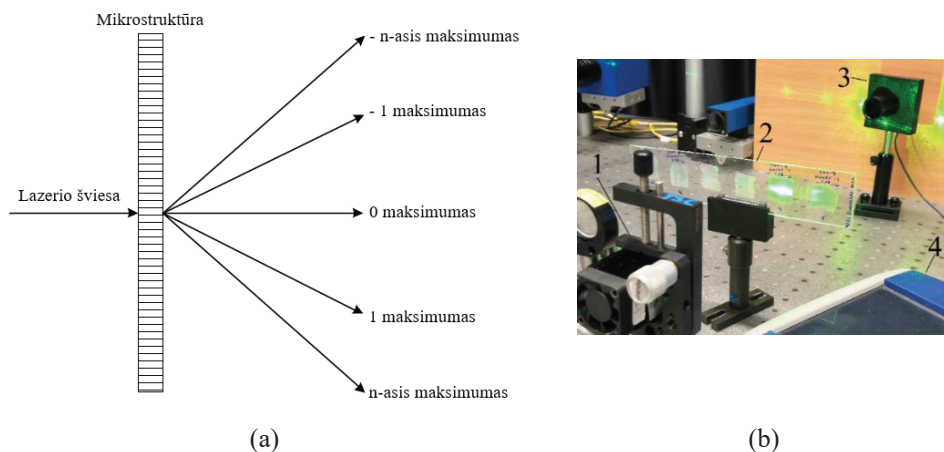 Mikrostruktūra
- n-asis maksimumas
- 1 maksimumas
Lazerio šviesa
0 maksimumas
1 maksimumas
n-asis maksimumas
(a)
1
2
3
4
(b)